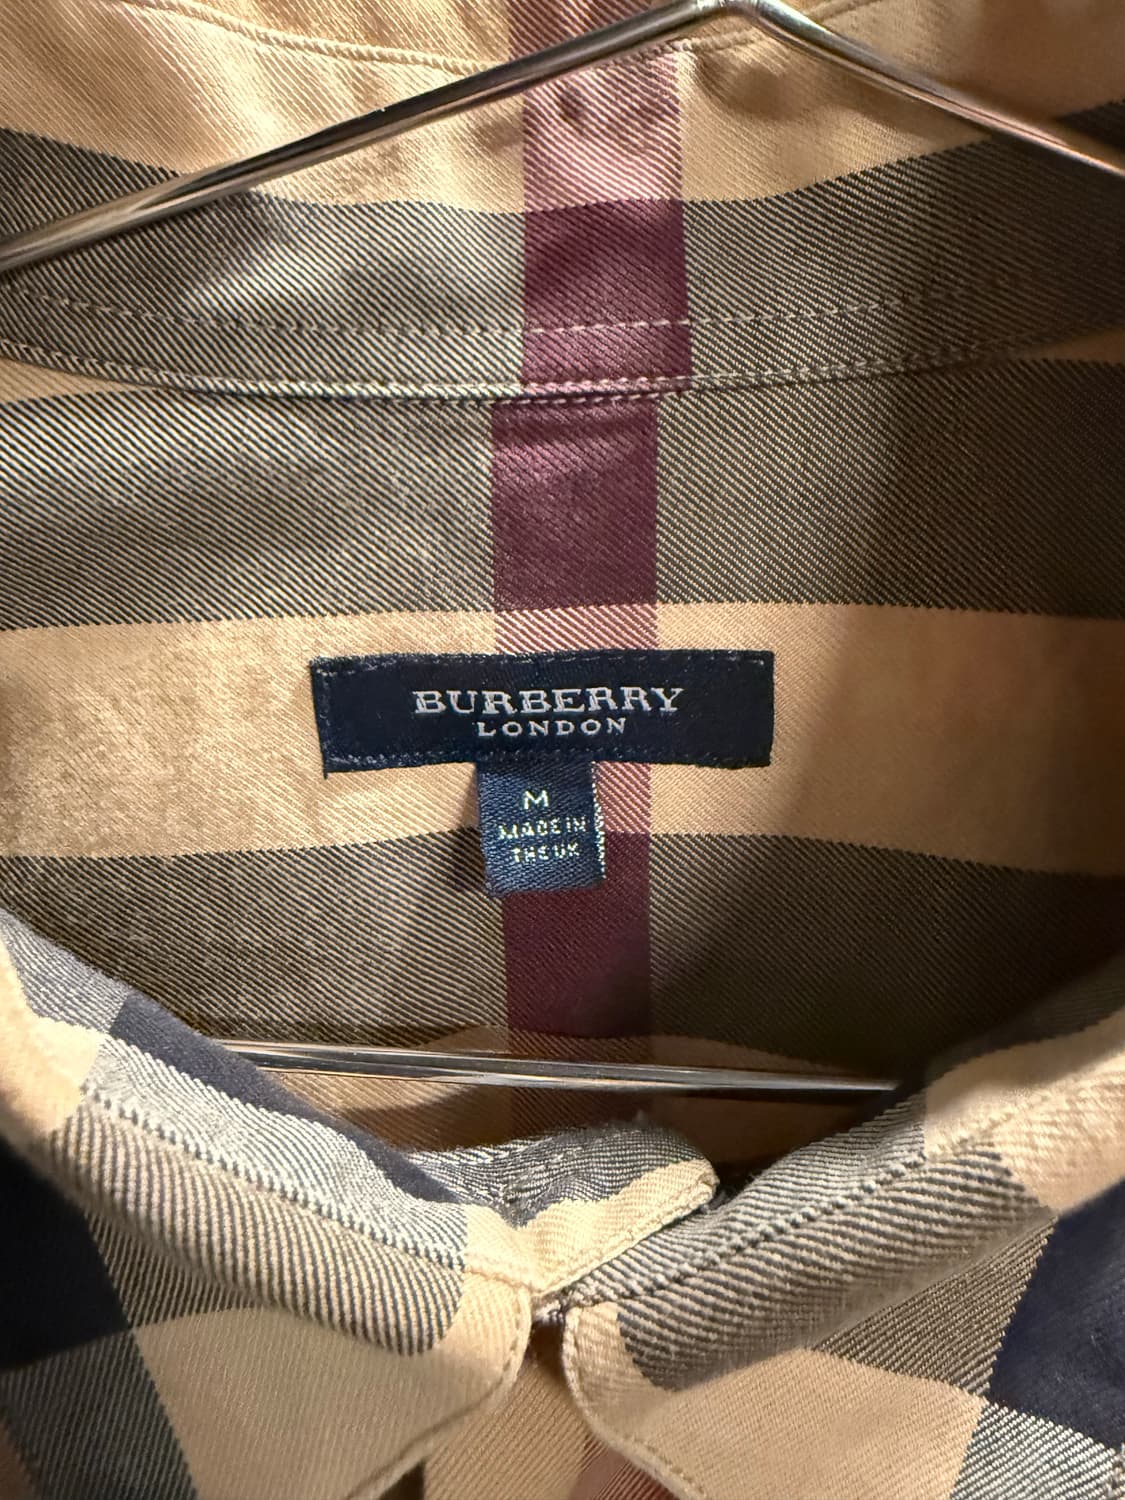 BURBERRY
LONDON
M
MADE IN
THE UK